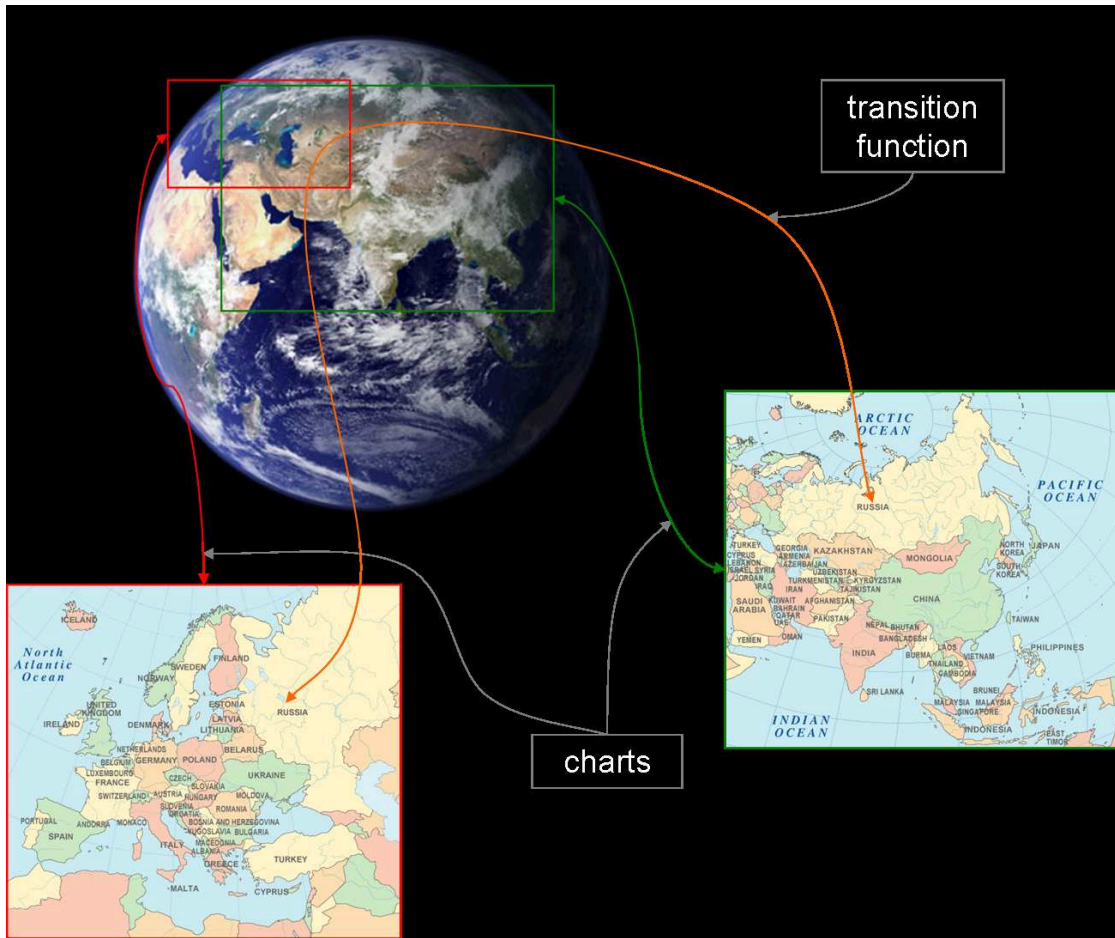 transition
function
ARCTIC
OCEAN
PACIFIC
OCEAN
RUSSIA
TURKEY
CYPRUS
LEBANON
ISRAEL SYRIA
JORDAN
IRAQ
GEORGIA
ARMENIA
AZERBAIJAN
KAZAKHSTAN
UZBEKISTAN
TURKMENISTAN
KYRGYZSTAN
TAJIKISTAN
IRAN
MONGOLIA
NORTH
KOREA
SOUTH
KOREA
JAPAN
SAUDI
ARABIA
KUWAIT
BAHRAIN
QATAR
UAE
AFGHANISTAN
PAKISTAN
CHINA
YEMEN
OMAN
NEPAL
BHUTAN
BANGLADESH
INDIA
BURMA
LAOS
THAILAND
VIETNAM
CAMBODIA
TAIWAN
PHILIPPINES
SRI LANKA
BRUNEI
MALAYSIA
MALAYSIA
SINGAPORE
INDONESIA
INDONESIA
EAST
TIMOR
INDIAN
OCEAN
ICELAND
North
Atlantic
Ocean
SWEDEN
FINLAND
NORWAY
UNITED
KINGDOM
IRELAND
DENMARK
ESTONIA
LATVIA
LITHUANIA
RUSSIA
NETHERLANDS
BELARUS
BELGIUM
GERMANY
POLAND
LUXEMBOURG
CZECH
UKRAINE
FRANCE
SLOVAKIA
SWITZERLAND
AUSTRIA
HUNGARY
MOLDOVA
SLOVENIA
CROATIA
ROMANIA
PORTUGAL
ANDORRA
MONACO
BOSNIA AND HERZEGOVINA
YUGOSLAVIA
BULGARIA
SPAIN
ITALY
MACEDONIA
ALBANIA
GREECE
TURKEY
MALTA
CYPRUS
charts